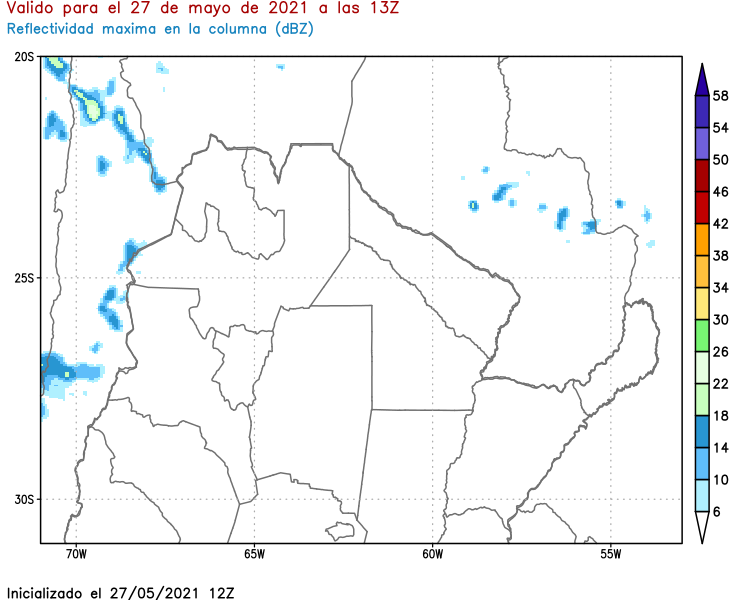 Valido para el 27 de mayo de 2021 a las 13Z
Reflectividad maxima en la columna (dBZ)
20S
25S
30S
70W
65W
60W
55W
58
54
50
46
42
38
34
30
26
22
18
14
10
6
Inicializado el 27/05/2021 12Z